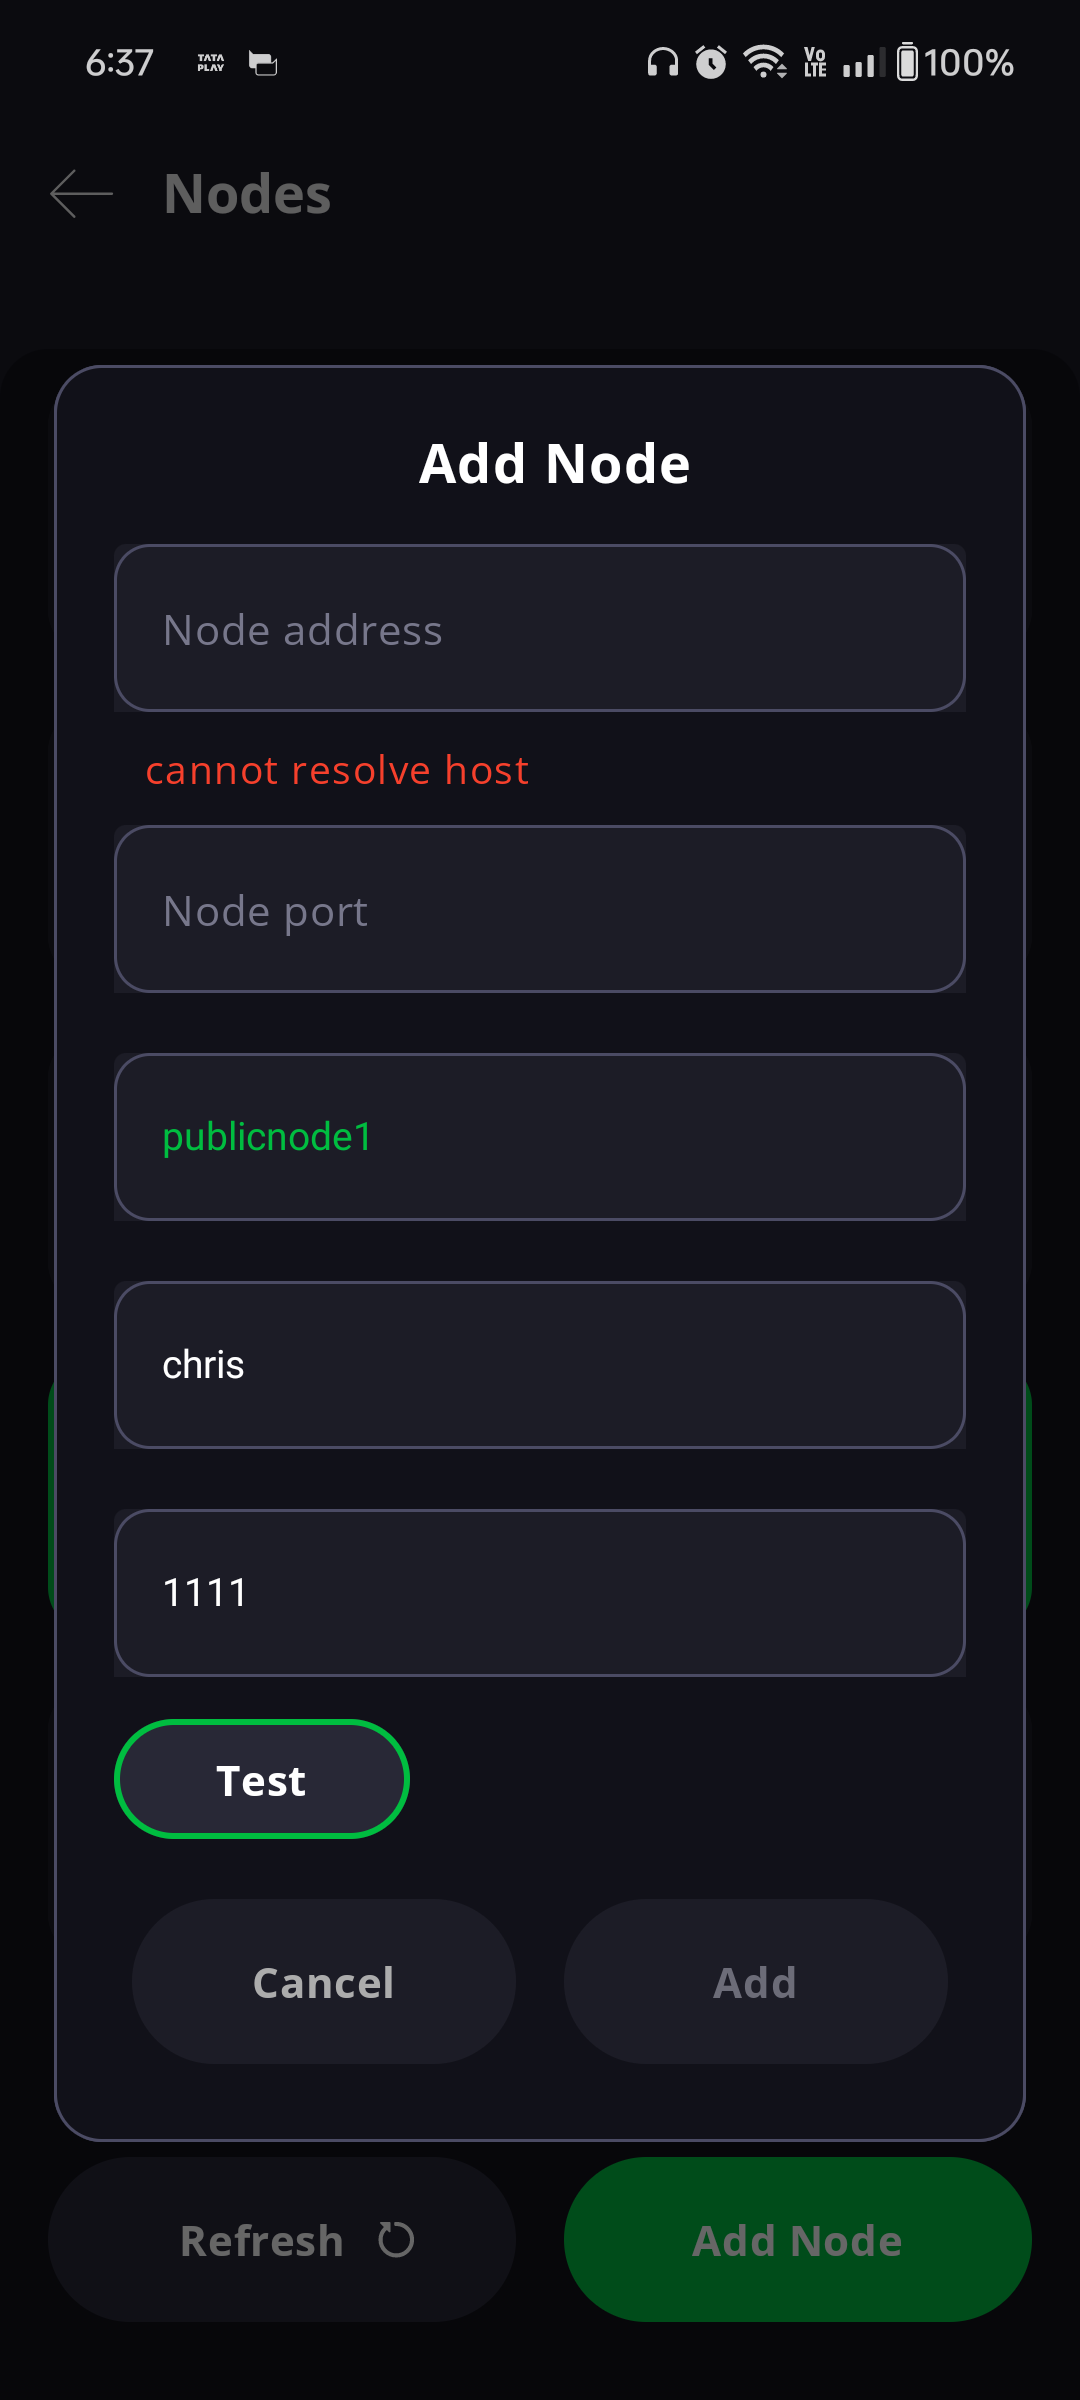 6:37 TATA PLAY Vo LTE 100%
Nodes
Add Node
Node address
cannot resolve host
Node port
publicnode1
chris
1111
Test
Cancel Add
Refresh Add Node